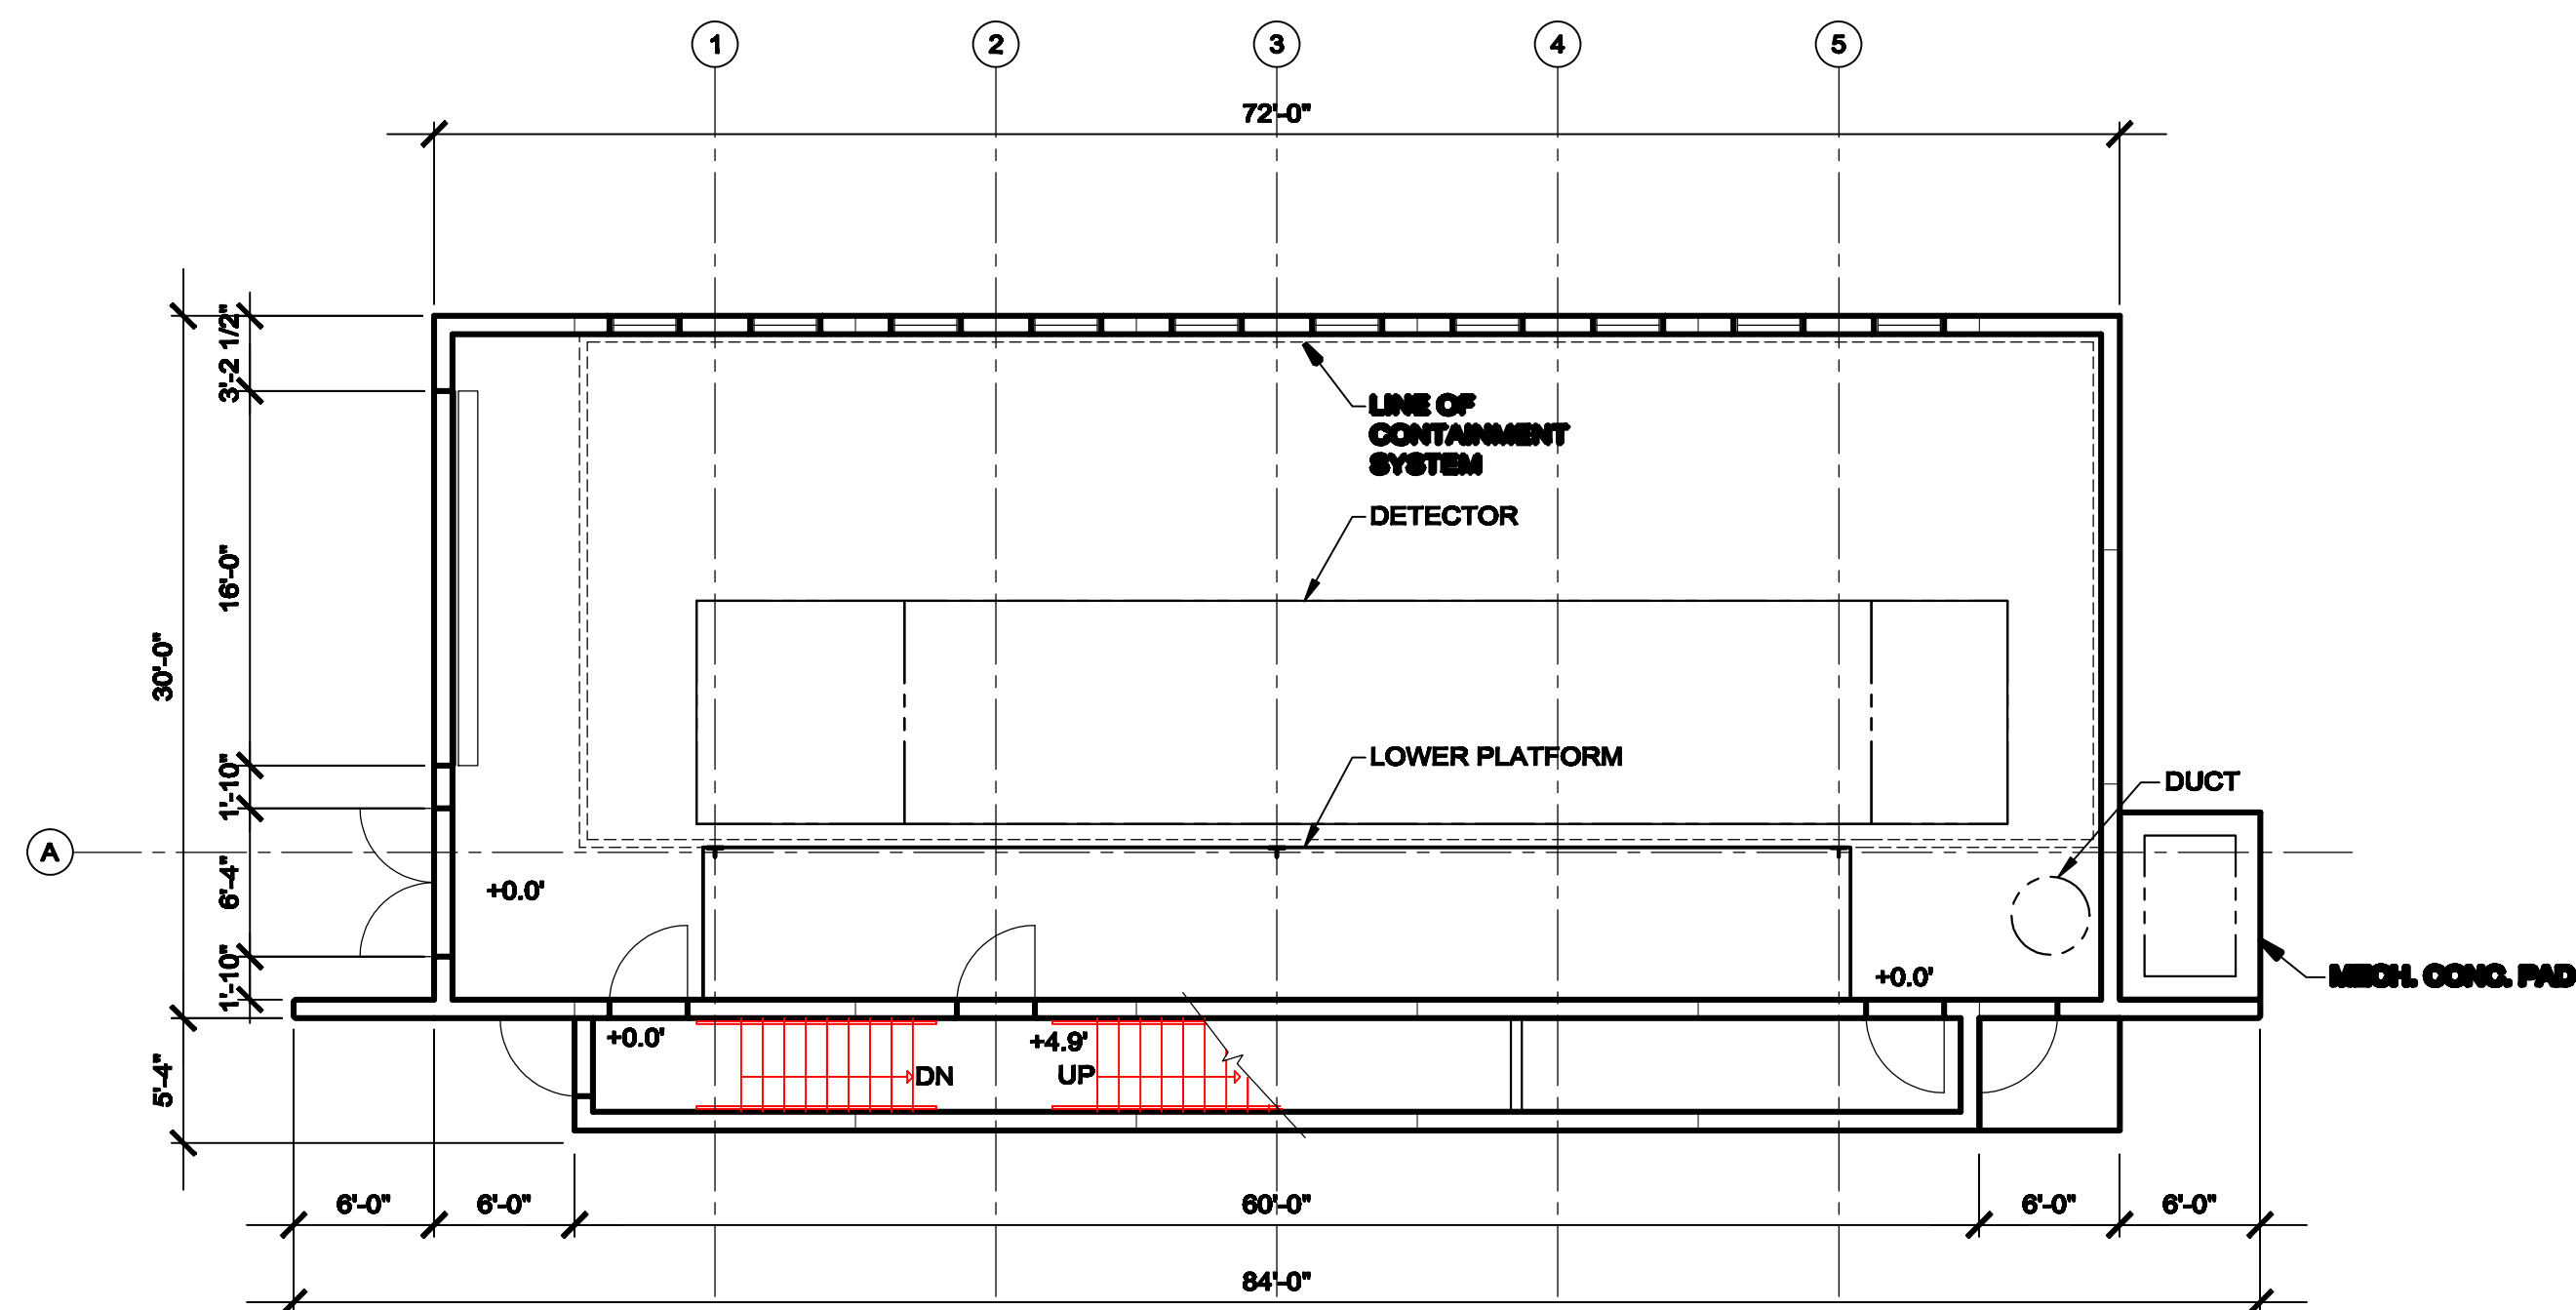 1 2 3 4 5
72'-0"
3'-2 1/2"
LINE OF
CONTAINMENT
SYSTEM
DETECTOR
16'-0"
30'-0"
LOWER PLATFORM
DUCT
1'-10"
A
6'-4"
+0.0'
1'-10"
+0.0'
MECH. CONC. PAD
+0.0'
+4.9'
DN
UP
5'-4"
6'-0" 6'-0" 60'-0" 6'-0" 6'-0"
84'-0"